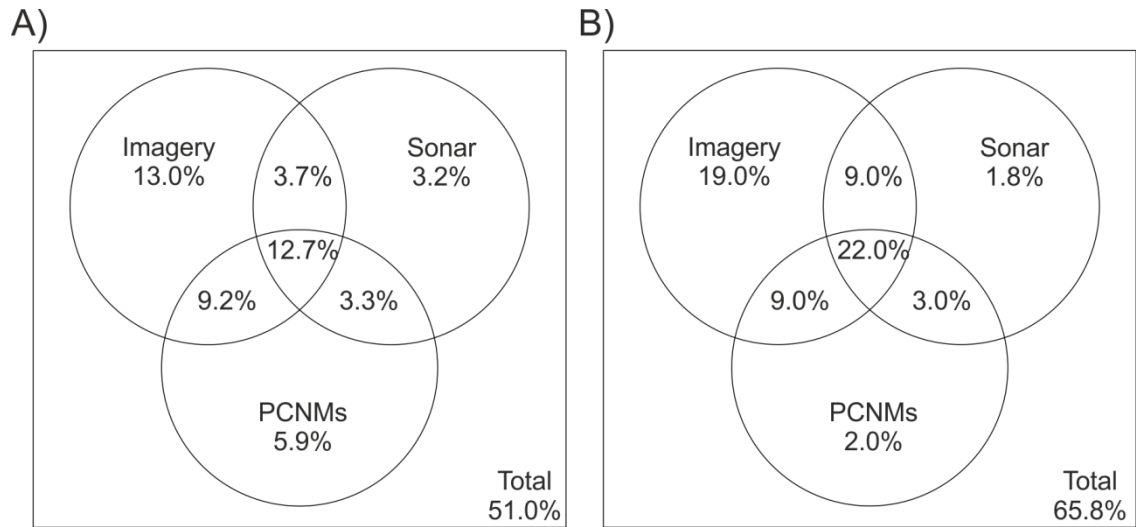 A)
Imagery
13.0%
3.7%
Sonar
3.2%
12.7%
9.2%
3.3%
PCNMs
5.9%
Total
51.0%
B)
Imagery
19.0%
9.0%
Sonar
1.8%
22.0%
9.0%
3.0%
PCNMs
2.0%
Total
65.8%